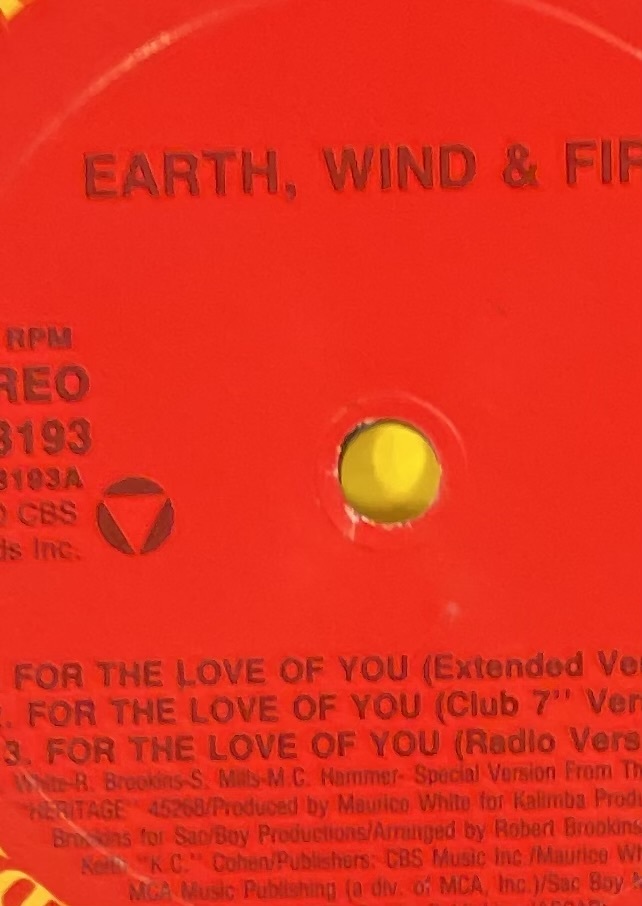 EARTH, WIND & FIR
RPM
REO
3193
3193A
CBS
ds Inc.
FOR THE LOVE OF YOU (Extended Ve
. FOR THE LOVE OF YOU (Club 7" Ver
3. FOR THE LOVE OF YOU (Radio Vers
White-R. Brookins-S. Mills-M.C. Hammer- Special Version From Th
"HERITAGE" 45268/Produced by Maurice White for Kalimba Prod
Brookins for Sac/Boy Productions/Arranged by Robert Brookins
Keith "K.C." Cohen/Publishers: CBS Music Inc./Maurice Wh
MCA Music Publishing (a div. of MCA, Inc.)/Sac Boy